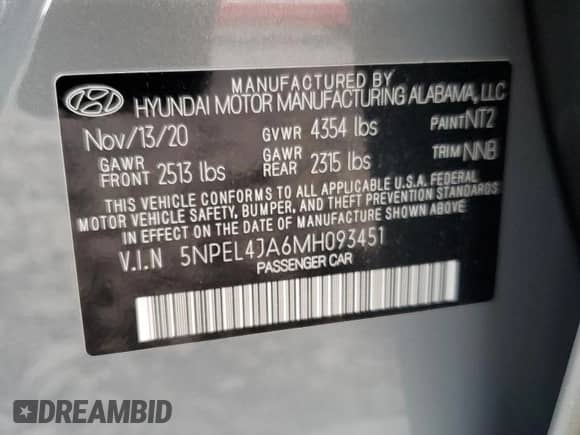 MANUFACTURED BY
HYUNDAI MOTOR MANUFACTURING ALABAMA, LLC
Nov/13/20 GVWR 4354 lbs PAINT NT2
GAWR FRONT 2513 lbs GAWR REAR 2315 lbs TRIM NNB
THIS VEHICLE CONFORMS TO ALL APPLICABLE U.S.A. FEDERAL
MOTOR VEHICLE SAFETY, BUMPER, AND THEFT PREVENTION STANDARDS
IN EFFECT ON THE DATE OF MANUFACTURE SHOWN ABOVE.
V.I.N 5NPEL4JA6MH093451
PASSENGER CAR
DREAMBID